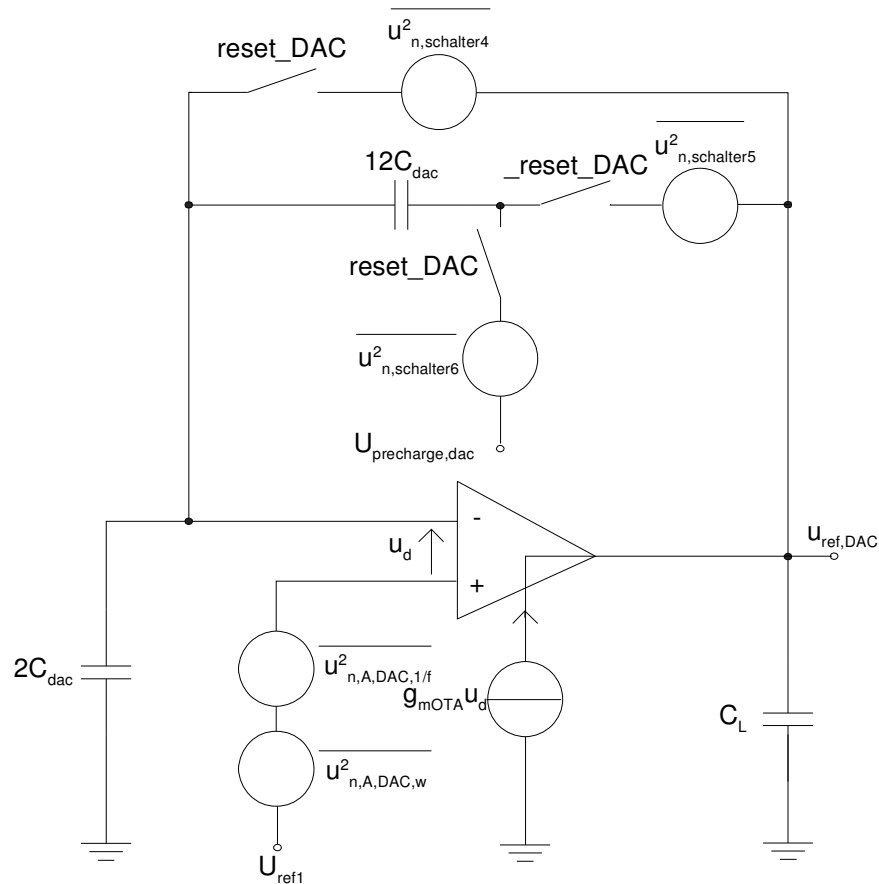 reset_DAC
u²n,schalter4
12Cdac
_reset_DAC
u²n,schalter5
reset_DAC
u²n,schalter6
Uprecharge,dac
-
ud
+
uref,DAC
2Cdac
u²n,A,DAC,1/f
gmOTAud
CL
u²n,A,DAC,w
Uref1